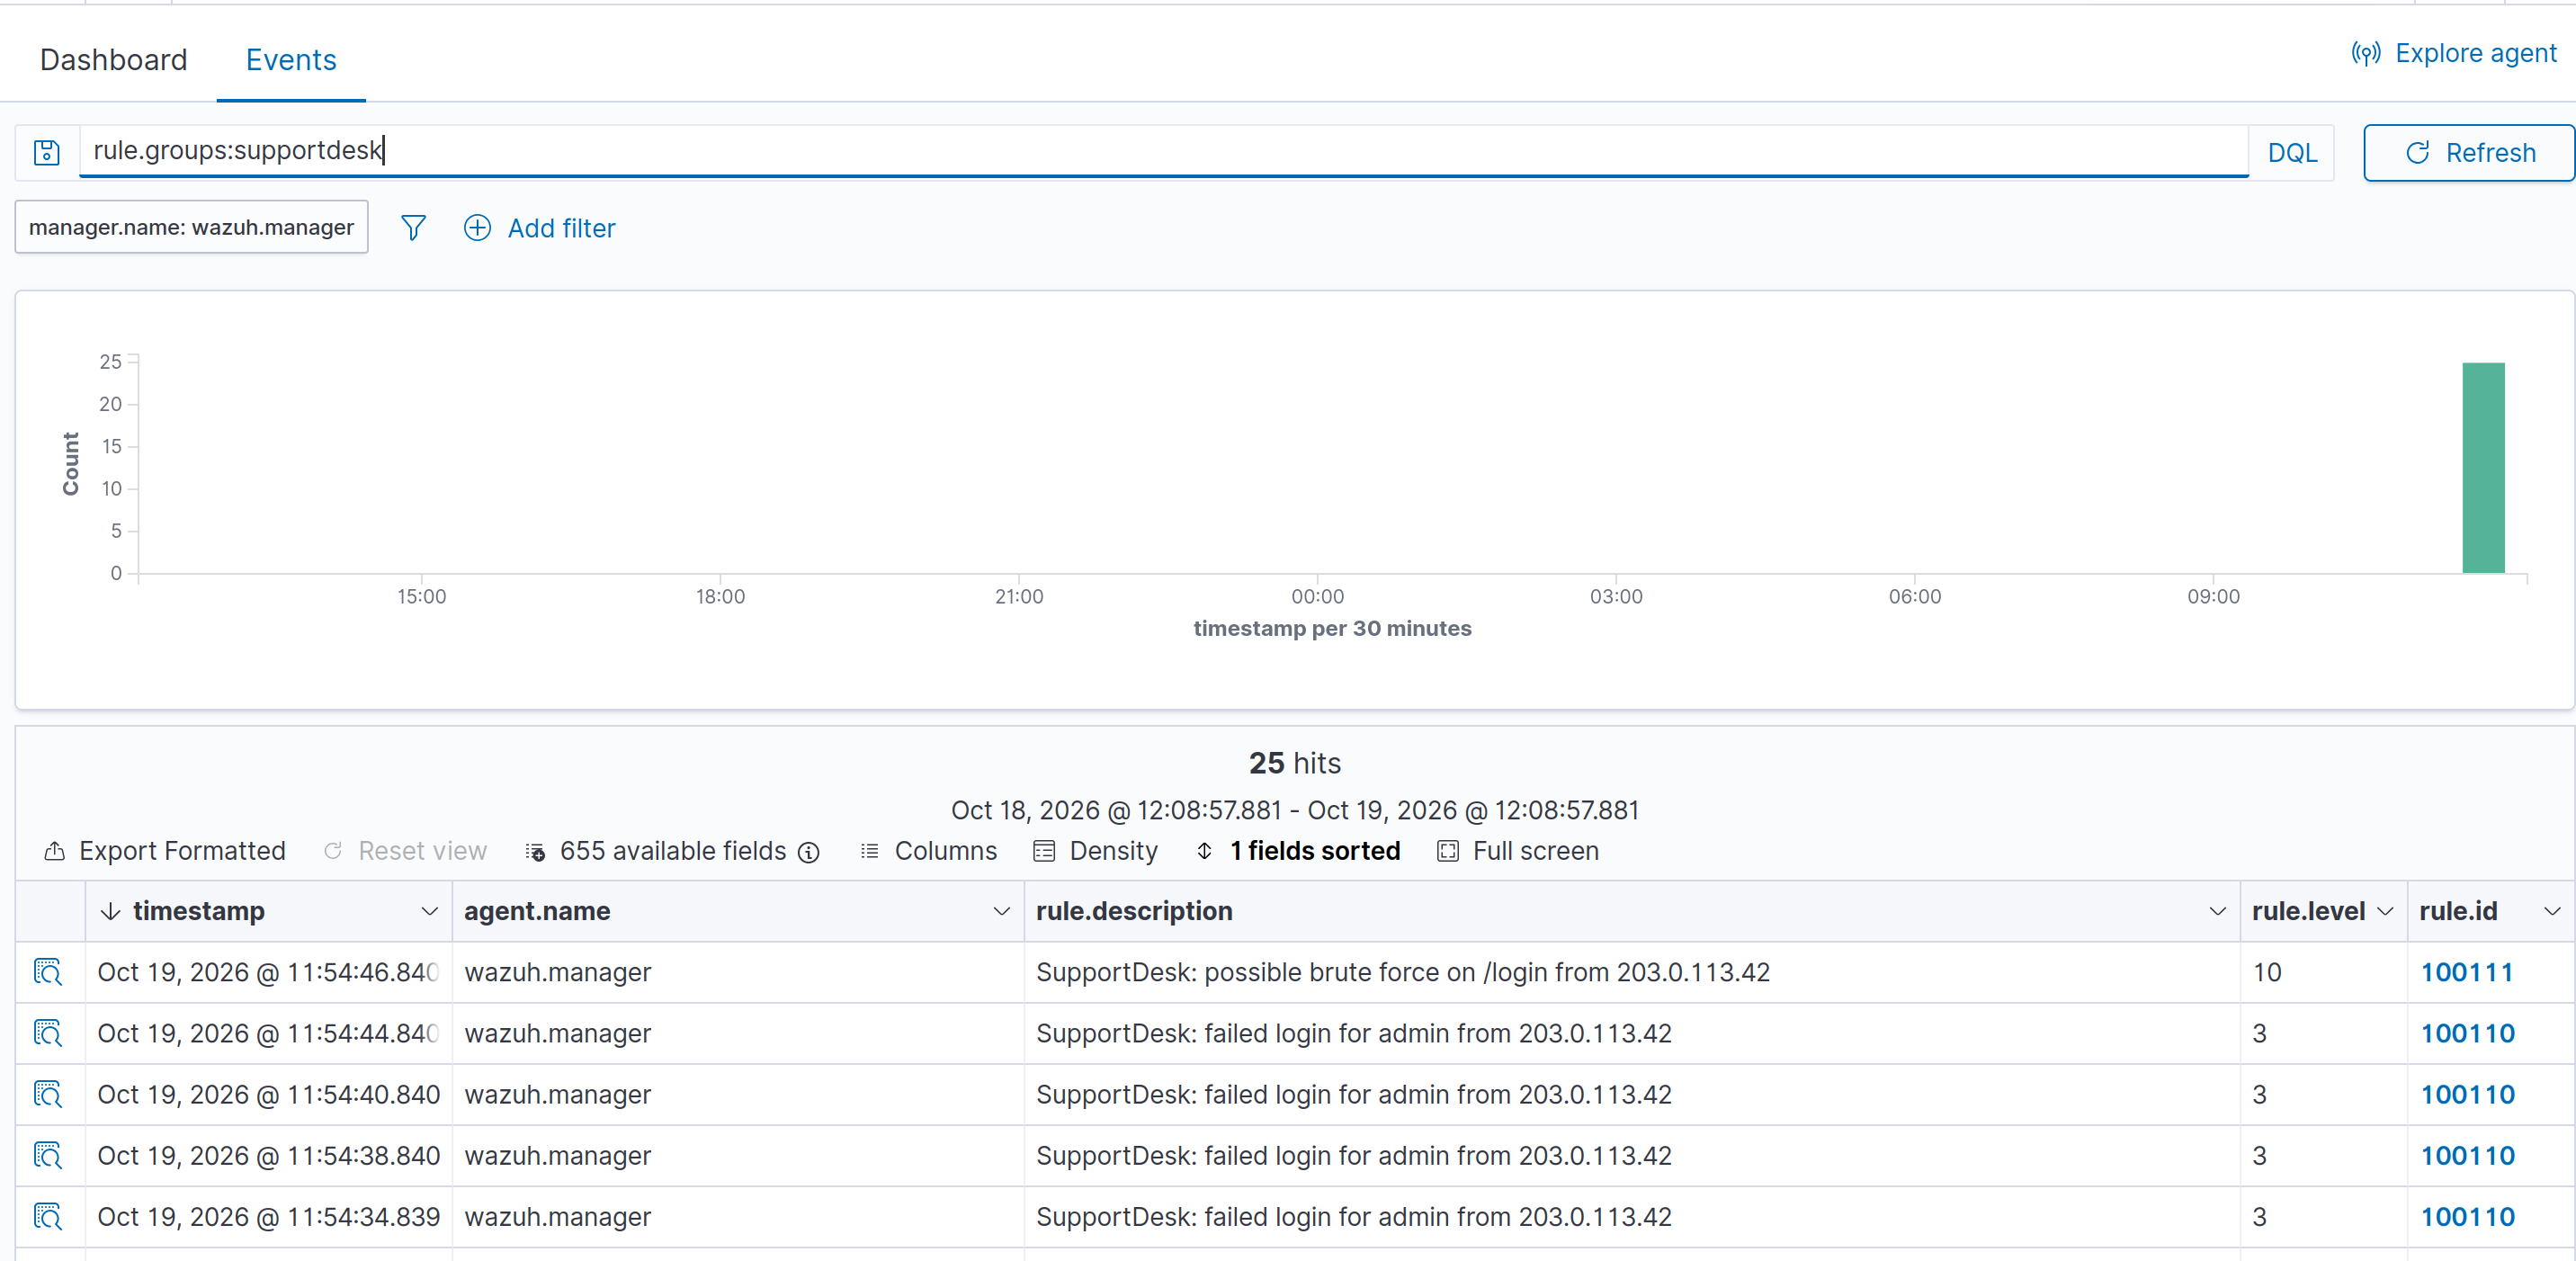 Dashboard Events Explore agent
rule.groups:supportdesk DQL Refresh
manager.name: wazuh.manager Add filter
Count
25
20
15
10
5
0
15:00 18:00 21:00 00:00 03:00 06:00 09:00
timestamp per 30 minutes
25 hits
Oct 18, 2026 @ 12:08:57.881 - Oct 19, 2026 @ 12:08:57.881
Export Formatted Reset view 655 available fields Columns Density 1 fields sorted Full screen
timestamp agent.name rule.description rule.level rule.id
Oct 19, 2026 @ 11:54:46.840 wazuh.manager SupportDesk: possible brute force on /login from 203.0.113.42 10 100111
Oct 19, 2026 @ 11:54:44.840 wazuh.manager SupportDesk: failed login for admin from 203.0.113.42 3 100110
Oct 19, 2026 @ 11:54:40.840 wazuh.manager SupportDesk: failed login for admin from 203.0.113.42 3 100110
Oct 19, 2026 @ 11:54:38.840 wazuh.manager SupportDesk: failed login for admin from 203.0.113.42 3 100110
Oct 19, 2026 @ 11:54:34.839 wazuh.manager SupportDesk: failed login for admin from 203.0.113.42 3 100110